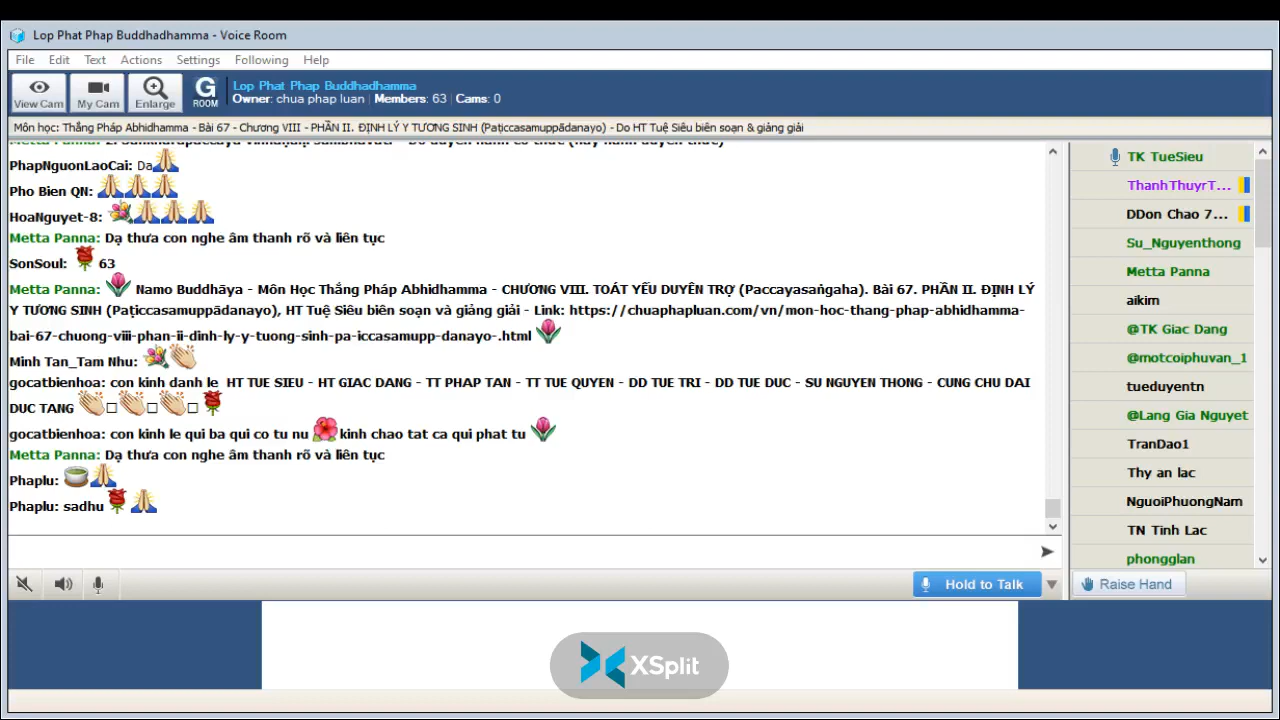 Lop Phat Phap Buddhadhamma - Voice Room
File Edit Text Actions Settings Following Help
View Cam My Cam Enlarge G ROOM
Lop Phat Phap Buddhadhamma
Owner: chua phap luan | Members: 63 | Cams: 0
Môn học: Thắng Pháp Abhidhamma - Bài 67 - Chương VIII - PHẦN II. ĐỊNH LÝ Y TƯƠNG SINH (Paṭiccasamuppādanayo) - Do HT Tuệ Siêu biên soạn & giảng giải
PhapNguonLaoCai: Da
Pho Bien QN:
HoaNguyet-8:
Metta Panna: Dạ thưa con nghe âm thanh rõ và liên tục
SonSoul: 63
Metta Panna: Namo Buddhāya - Môn Học Thắng Pháp Abhidhamma - CHƯƠNG VIII. TOÁT YẾU DUYÊN TRỢ (Paccayasaṅgaha). Bài 67. PHẦN II. ĐỊNH LÝ
Y TƯƠNG SINH (Paṭiccasamuppādanayo), HT Tuệ Siêu biên soạn và giảng giải - Link: https://chuaphapluan.com/vn/mon-hoc-thang-phap-abhidhamma-
bai-67-chuong-viii-phan-ii-dinh-ly-y-tuong-sinh-pa-iccasamupp-danayo-.html
Minh Tan_Tam Nhu:
gocatbienhoa: con kinh danh le HT TUE SIEU - HT GIAC DANG - TT PHAP TAN - TT TUE QUYEN - DD TUE TRI - DD TUE DUC - SU NGUYEN THONG - CUNG CHU DAI
DUC TANG
gocatbienhoa: con kinh le qui ba qui co tu nu kinh chao tat ca qui phat tu
Metta Panna: Dạ thưa con nghe âm thanh rõ và liên tục
Phaplu:
Phaplu: sadhu
TK TueSieu
ThanhThuyrT...
DDon Chao 7...
Su_Nguyenthong
Metta Panna
aikim
@TK Giac Dang
@motcoiphuvan_1
tueduyentn
@Lang Gia Nguyet
TranDao1
Thy an lac
NguoiPhuongNam
TN Tinh Lac
phongglan
Hold to Talk
Raise Hand
XSplit